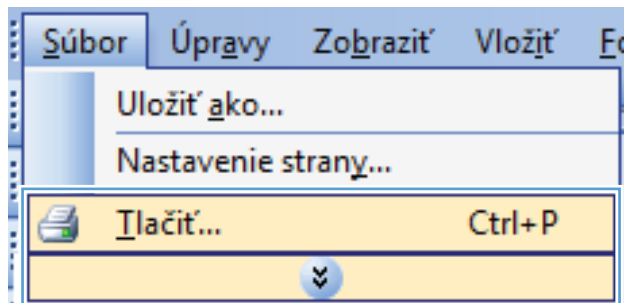 Súbor Úpravy Zobraziť Vložiť
Uložiť ako...
Nastavenie strany...
Tlačiť... Ctrl+P